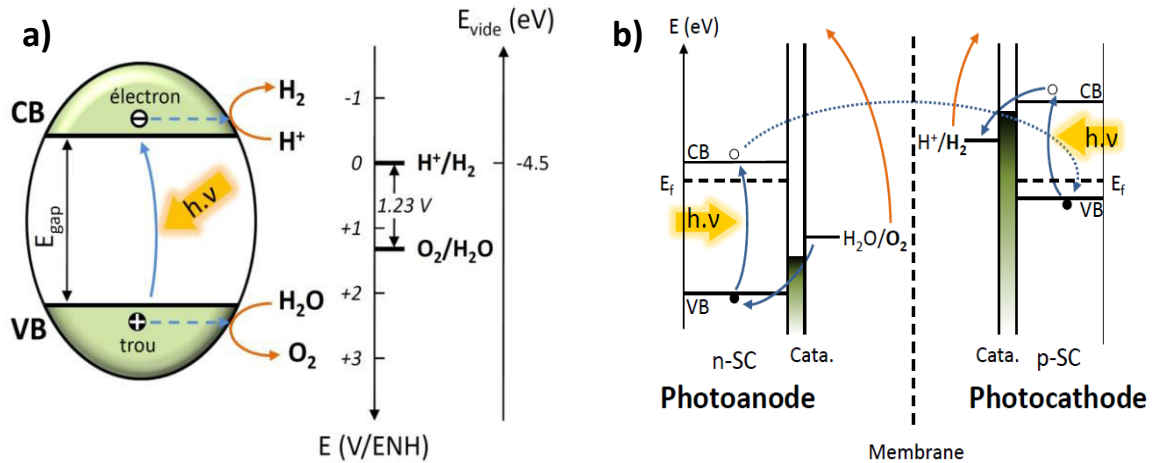 a)
CB
électron
⊖
H₂
H⁺
E_gap
h.ν
VB
⊕
trou
H₂O
O₂
E_vide (eV)
-1
0
H⁺/H₂
-4.5
1.23 V
+1
O₂/H₂O
+2
+3
E (V/ENH)
b)
E (eV)
CB
CB
H⁺/H₂
h.ν
E_f
E_f
VB
h.ν
H₂O/O₂
VB
n-SC
Cata.
Cata.
p-SC
Photoanode
Photocathode
Membrane